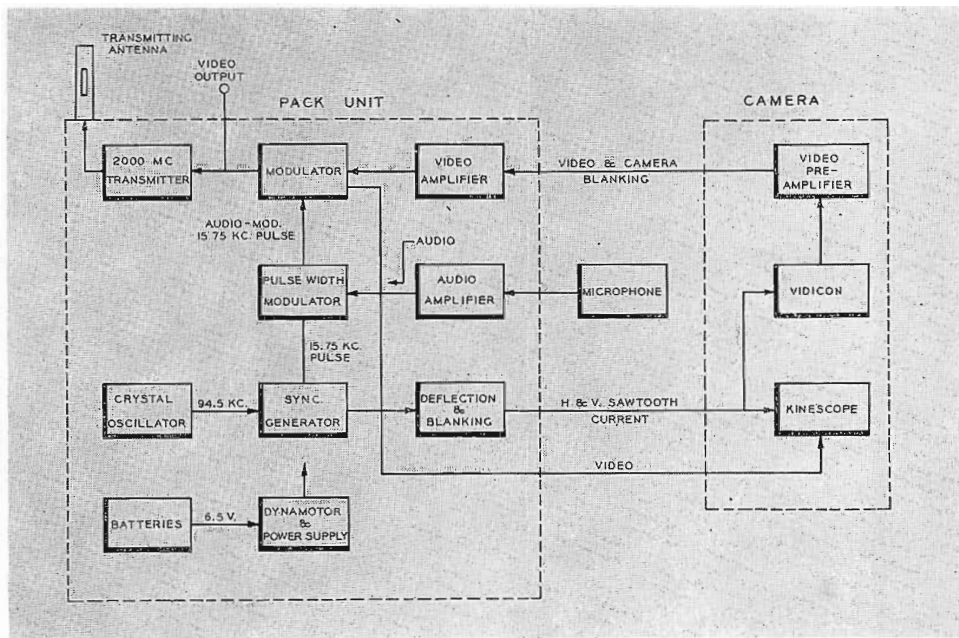 TRANSMITTING
ANTENNA
VIDEO
OUTPUT
PACK UNIT
CAMERA
2000 MC
TRANSMITTER
MODULATOR
VIDEO
AMPLIFIER
VIDEO & CAMERA
BLANKING
VIDEO
PRE-
AMPLIFIER
AUDIO-MOD.
15.75 KC. PULSE
AUDIO
PULSE WIDTH
MODULATOR
AUDIO
AMPLIFIER
MICROPHONE
VIDICON
15.75 KC.
PULSE
CRYSTAL
OSCILLATOR
94.5 KC.
SYNC.
GENERATOR
DEFLECTION
&
BLANKING
H & V. SAWTOOTH
CURRENT
KINESCOPE
VIDEO
BATTERIES
6.5 V.
DYNAMOTOR
&
POWER SUPPLY